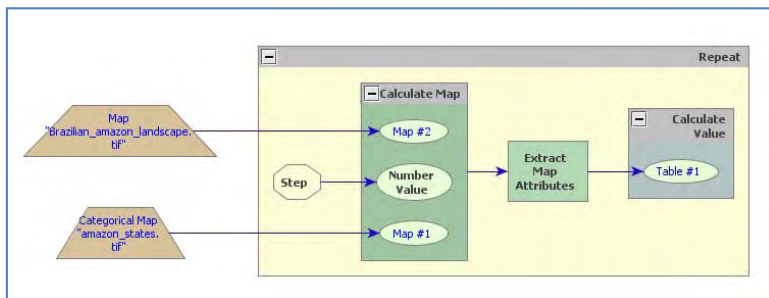 Repeat
Calculate Map
Map
"Brazilian_amazon_landscape.
tif"
Map #2
Calculate
Value
Step
Number
Value
Extract
Map
Attributes
Table #1
Categorical Map
"amazon_states.
tif"
Map #1